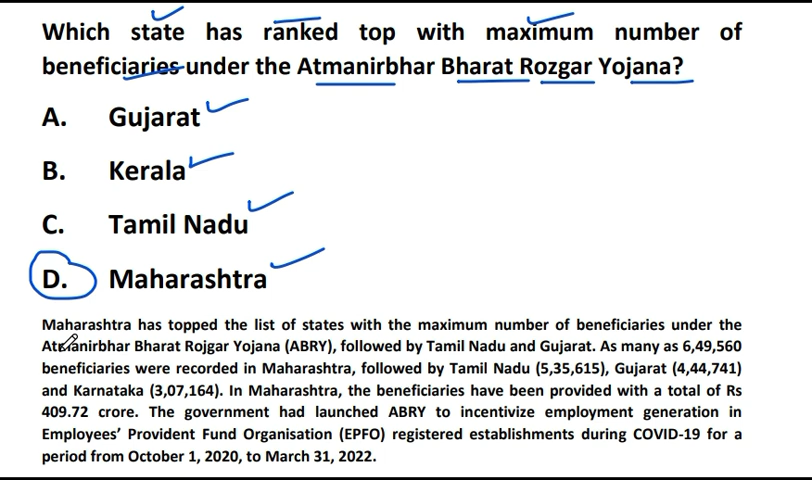 Which state has ranked top with maximum number of
beneficiaries under the Atmanirbhar Bharat Rozgar Yojana?
A. Gujarat
B. Kerala
C. Tamil Nadu
D. Maharashtra
Maharashtra has topped the list of states with the maximum number of beneficiaries under the
Atmanirbhar Bharat Rojgar Yojana (ABRY), followed by Tamil Nadu and Gujarat. As many as 6,49,560
beneficiaries were recorded in Maharashtra, followed by Tamil Nadu (5,35,615), Gujarat (4,44,741)
and Karnataka (3,07,164). In Maharashtra, the beneficiaries have been provided with a total of Rs
409.72 crore. The government had launched ABRY to incentivize employment generation in
Employees’ Provident Fund Organisation (EPFO) registered establishments during COVID-19 for a
period from October 1, 2020, to March 31, 2022.